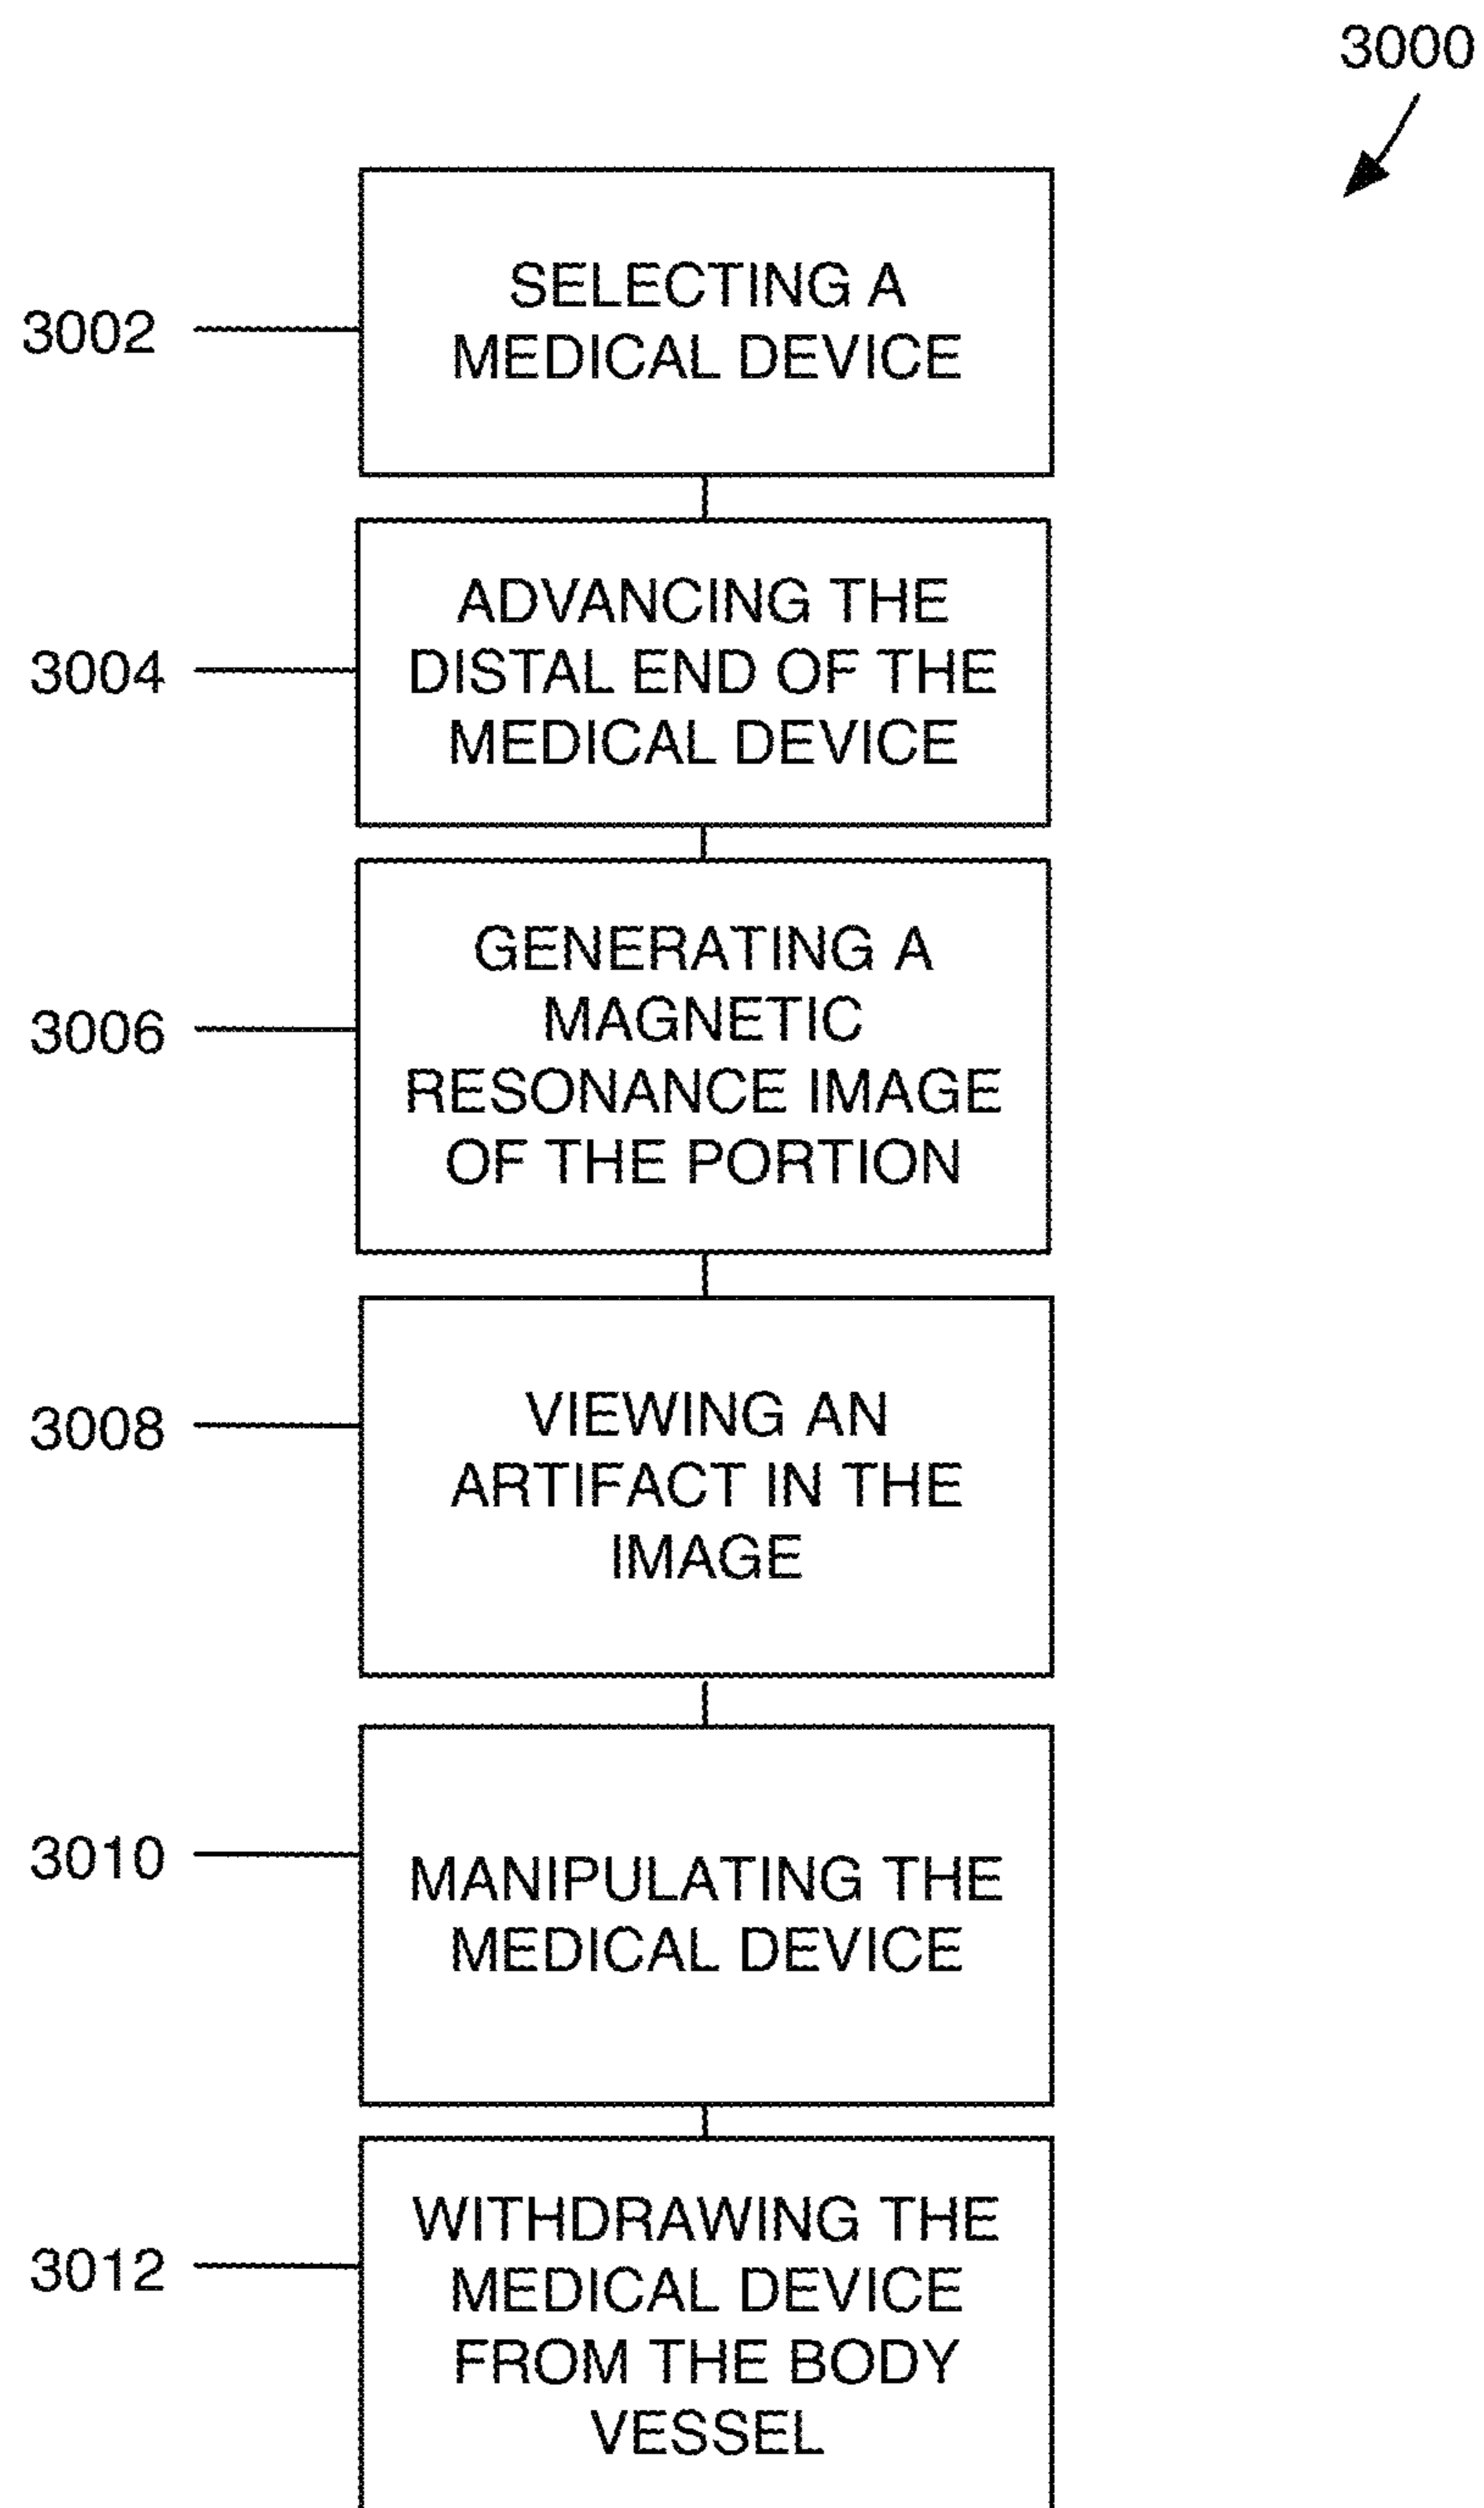 3000
3002
SELECTING A
MEDICAL DEVICE
3004
ADVANCING THE
DISTAL END OF THE
MEDICAL DEVICE
3006
GENERATING A
MAGNETIC
RESONANCE IMAGE
OF THE PORTION
3008
VIEWING AN
ARTIFACT IN THE
IMAGE
3010
MANIPULATING THE
MEDICAL DEVICE
3012
WITHDRAWING THE
MEDICAL DEVICE
FROM THE BODY
VESSEL